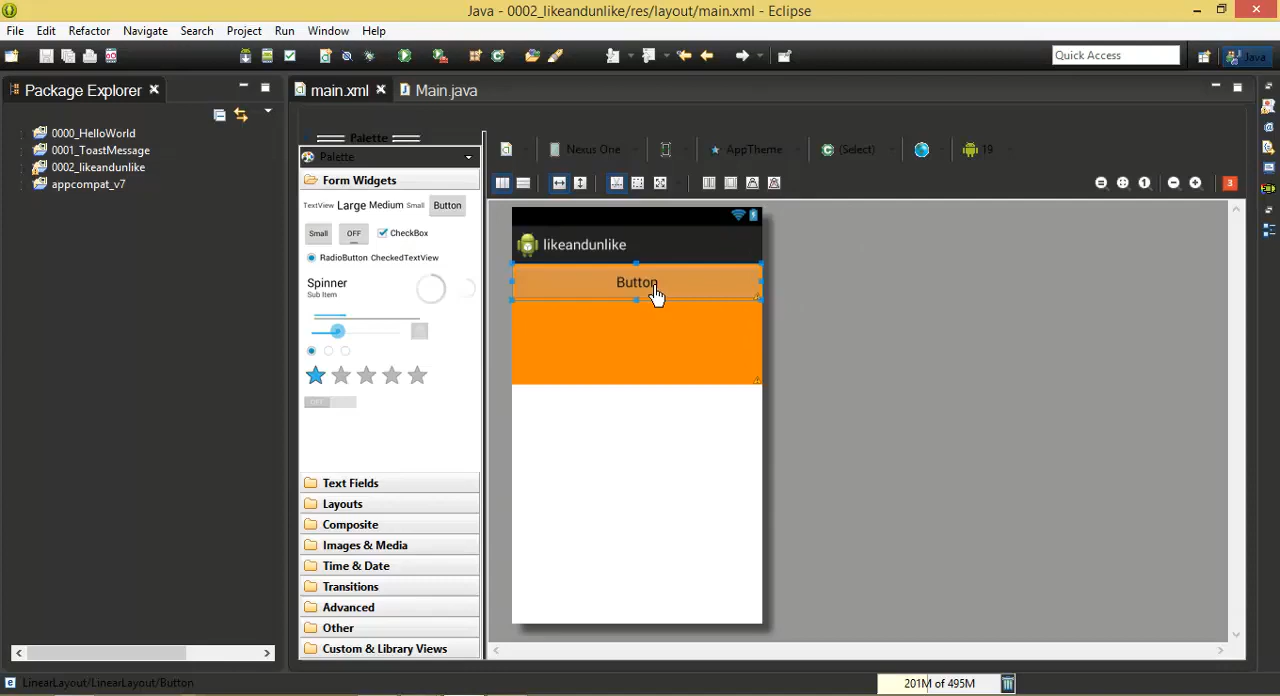 Java - 0002_likeandunlike/res/layout/main.xml - Eclipse
File Edit Refactor Navigate Search Project Run Window Help
Quick Access Java
Package Explorer main.xml Main.java
0000_HelloWorld
0001_ToastMessage
0002_likeandunlike
appcompat_v7
Palette
Palette
Form Widgets
TextView Large Medium Small Button
Small OFF CheckBox
RadioButton CheckedTextView
Spinner
Sub Item
OFF
Text Fields
Layouts
Composite
Images & Media
Time & Date
Transitions
Advanced
Other
Custom & Library Views
Nexus One AppTheme (Select) 19
3
likeandunlike
Button
LinearLayout/LinearLayout/Button
201M of 495M